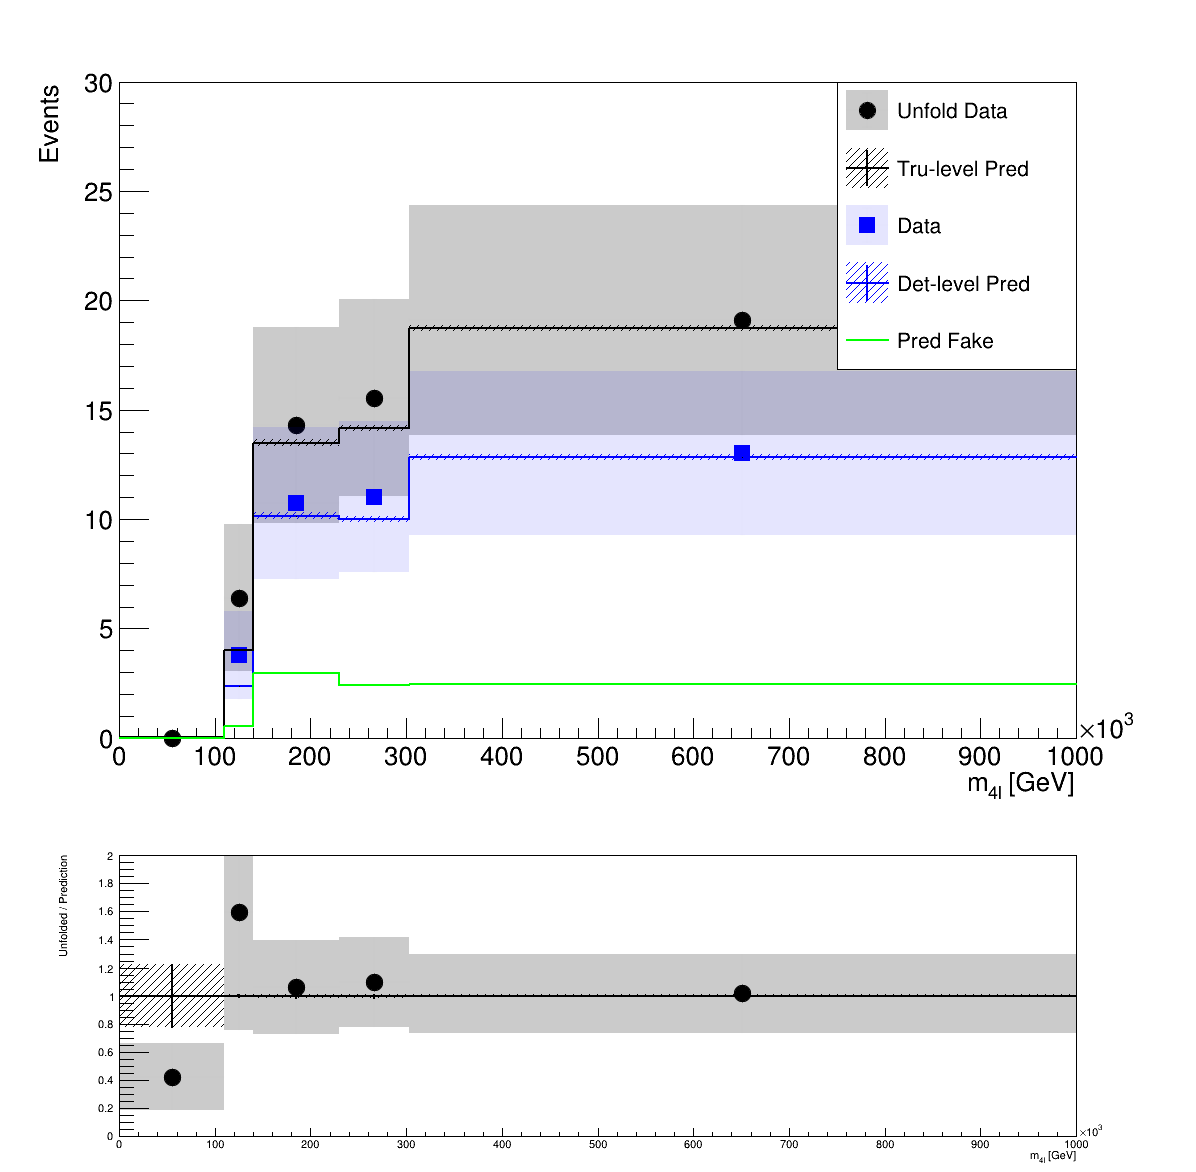 30
Events
25
20
15
10
5
0
Unfold Data
Tru-level Pred
Data
Det-level Pred
Pred Fake
×10³
0 100 200 300 400 500 600 700 800 900 1000
m4l [GeV]
Unfolded / Prediction
2
1.8
1.6
1.4
1.2
1
0.8
0.6
0.4
0.2
0
0 100 200 300 400 500 600 700 800 900 1000
×10³
m4l [GeV]